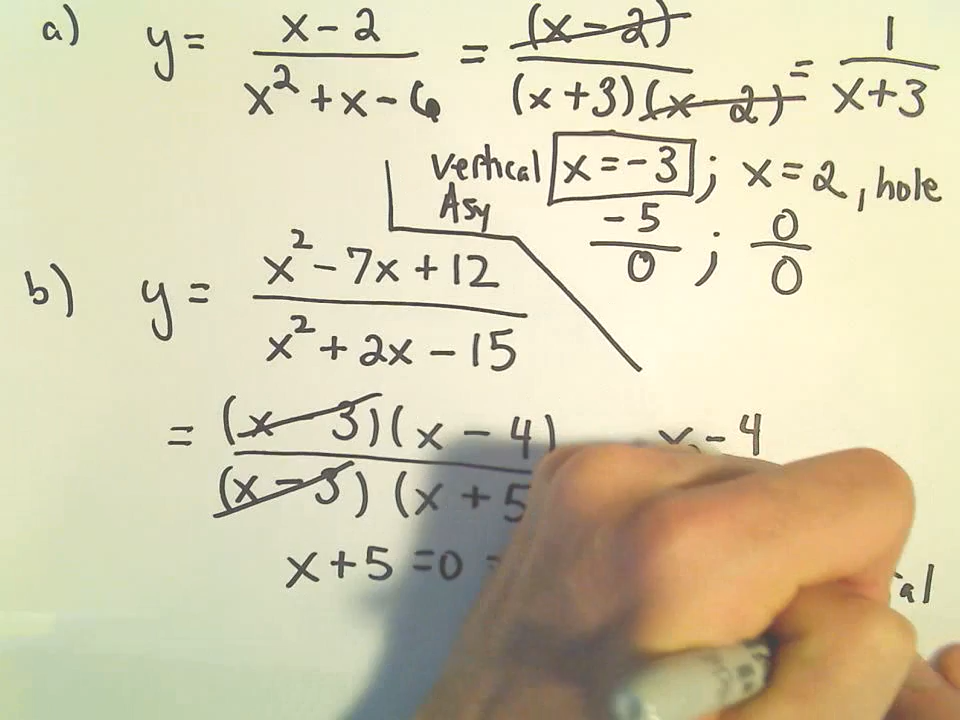 a) y = x - 2 / x² + x - 6 = (x - 2) / (x + 3)(x - 2) = 1 / x + 3
Vertical Asy x = -3 ; x = 2, hole
-5 / 0 ; 0 / 0
b) y = x² - 7x + 12 / x² + 2x - 15
= (x - 3)(x - 4) / (x - 3)(x + 5 x - 4
x + 5 = 0